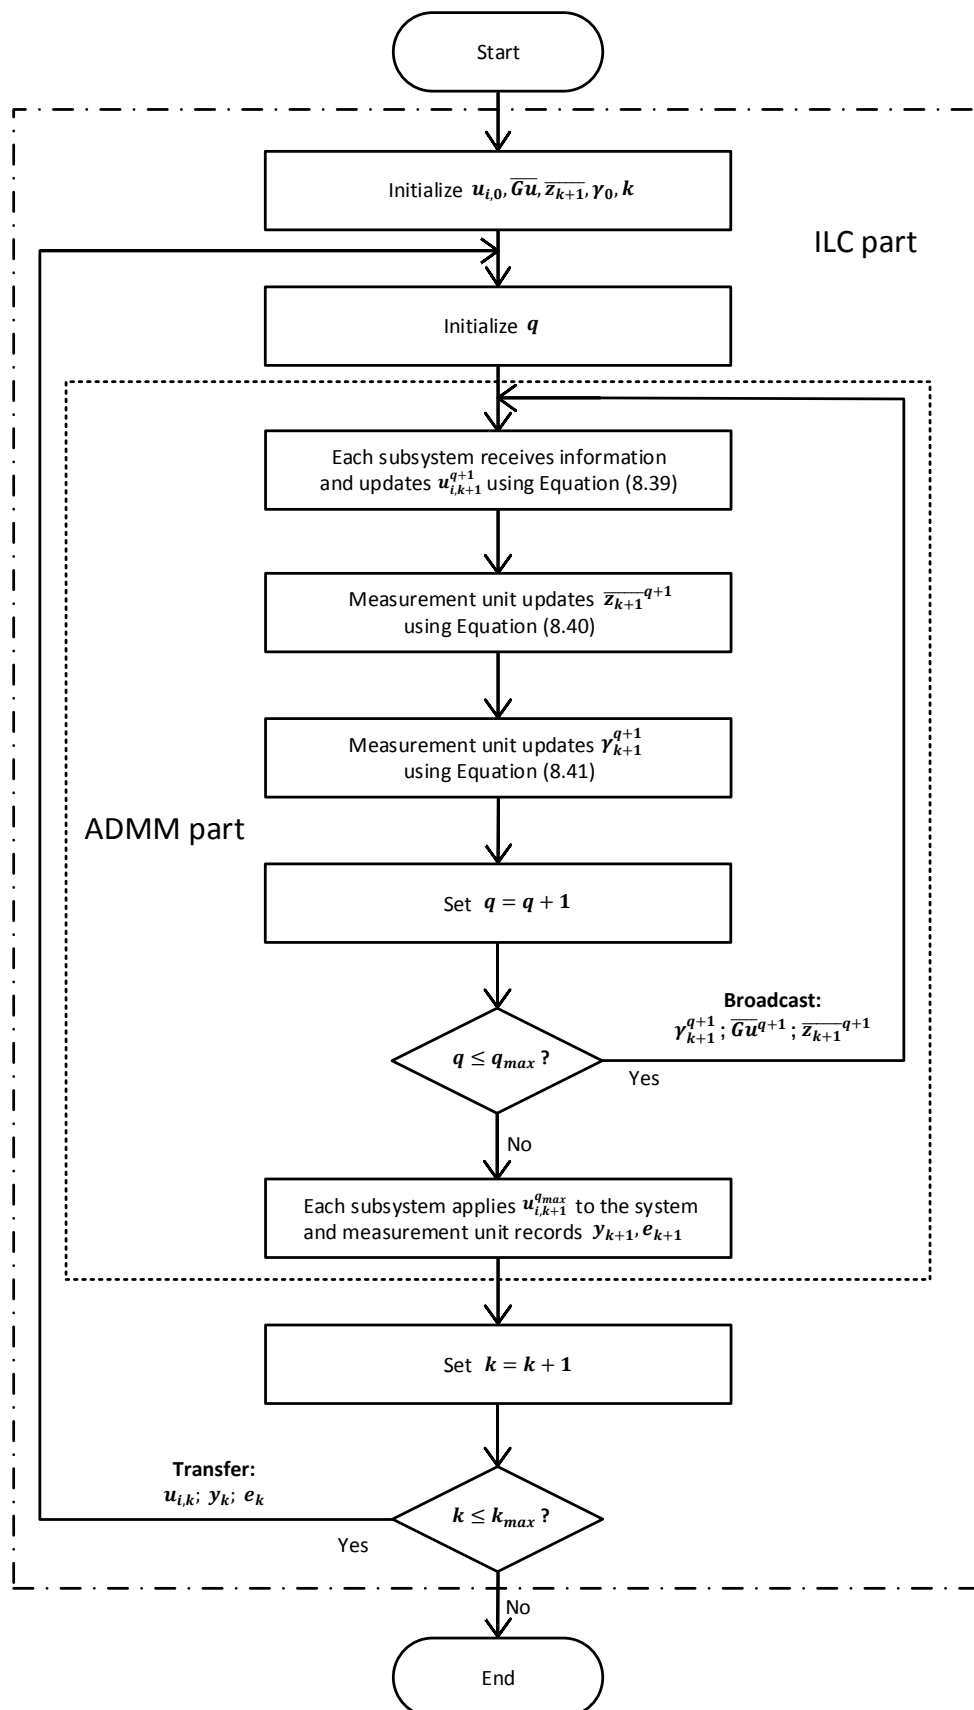 Start
Initialize u_{i,0}, \overline{Gu}, \overline{z_{k+1}}, γ_0, k
ILC part
Initialize q
Each subsystem receives information
and updates u_{i,k+1}^{q+1} using Equation (8.39)
Measurement unit updates \overline{z_{k+1}}^{q+1}
using Equation (8.40)
Measurement unit updates γ_{k+1}^{q+1}
using Equation (8.41)
ADMM part
Set q = q + 1
Broadcast:
γ_{k+1}^{q+1} ; \overline{Gu}^{q+1} ; \overline{z_{k+1}}^{q+1}
q ≤ q_{max} ?
Yes
No
Each subsystem applies u_{i,k+1}^{q_{max}} to the system
and measurement unit records y_{k+1}, e_{k+1}
Set k = k + 1
Transfer:
u_{i,k}; y_k; e_k
k ≤ k_{max} ?
Yes
No
End